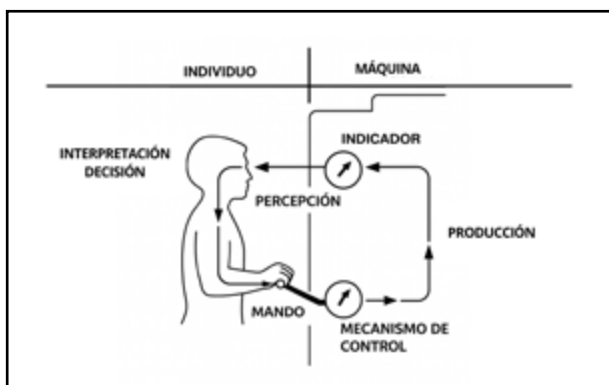 INDIVIDUO
MÁQUINA
INDICADOR
INTERPRETACIÓN
DECISIÓN
PERCEPCIÓN
PRODUCCIÓN
MANDO
MECANISMO DE
CONTROL